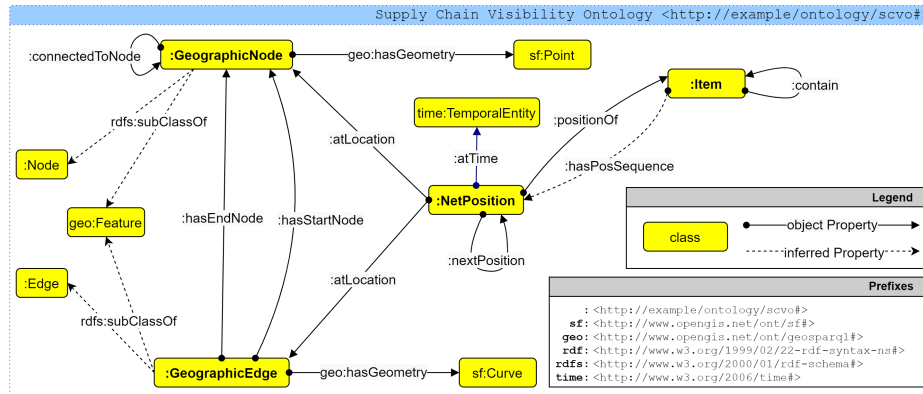 Supply Chain Visibility Ontology <http://example/ontology/scvo#
:connectedToNode
:GeographicNode
geo:hasGeometry
sf:Point
:Item
:contain
rdfs:subClassOf
time:TemporalEntity
:positionOf
:atLocation
:atTime
:hasPosSequence
:Node
:NetPosition
Legend
geo:Feature
:hasEndNode
:hasStartNode
class
object Property
inferred Property
:nextPosition
:Edge
:atLocation
Prefixes
rdfs:subClassOf
: <http://example/ontology/scvo#>
sf: <http://www.opengis.net/ont/sf#>
geo: <http://www.opengis.net/ont/geosparql#>
rdf: <http://www.w3.org/1999/02/22-rdf-syntax-ns#>
rdfs: <http://www.w3.org/2000/01/rdf-schema#>
time: <http://www.w3.org/2006/time#>
:GeographicEdge
geo:hasGeometry
sf:Curve